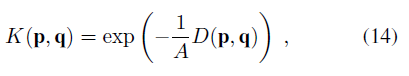 K(p, q) = exp ( −1/A D(p, q) ) , (14)